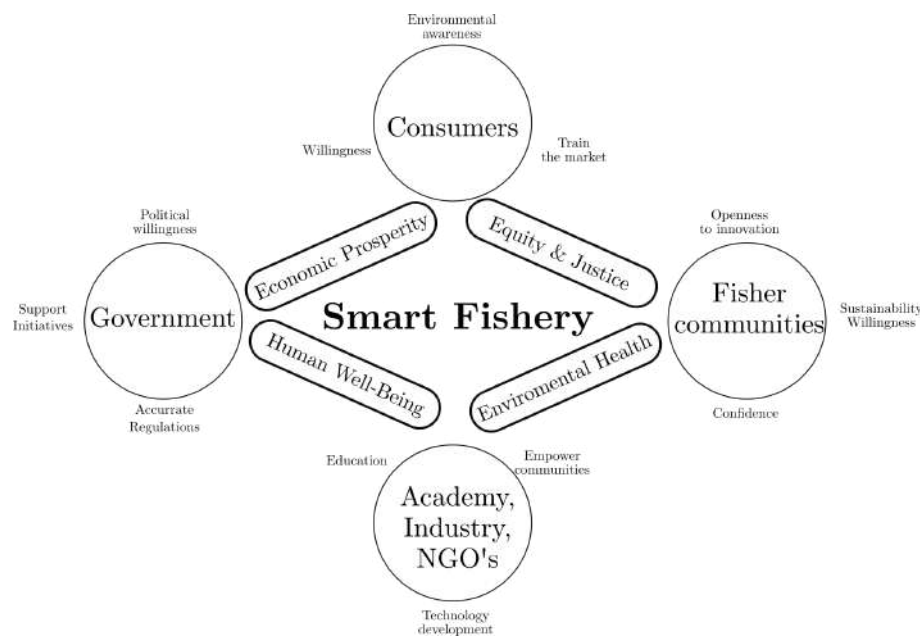 Environmental
awareness
Consumers
Willingness
Train
the market
Political
willingness
Economic Prosperity
Equity & Justice
Openness
to innovation
Support
Initiatives
Government
Smart Fishery
Fisher
communities
Sustainability
Willingness
Human Well-Being
Enviromental Health
Accurrate
Regulations
Confidence
Education
Empower
communities
Academy,
Industry,
NGO's
Technology
development